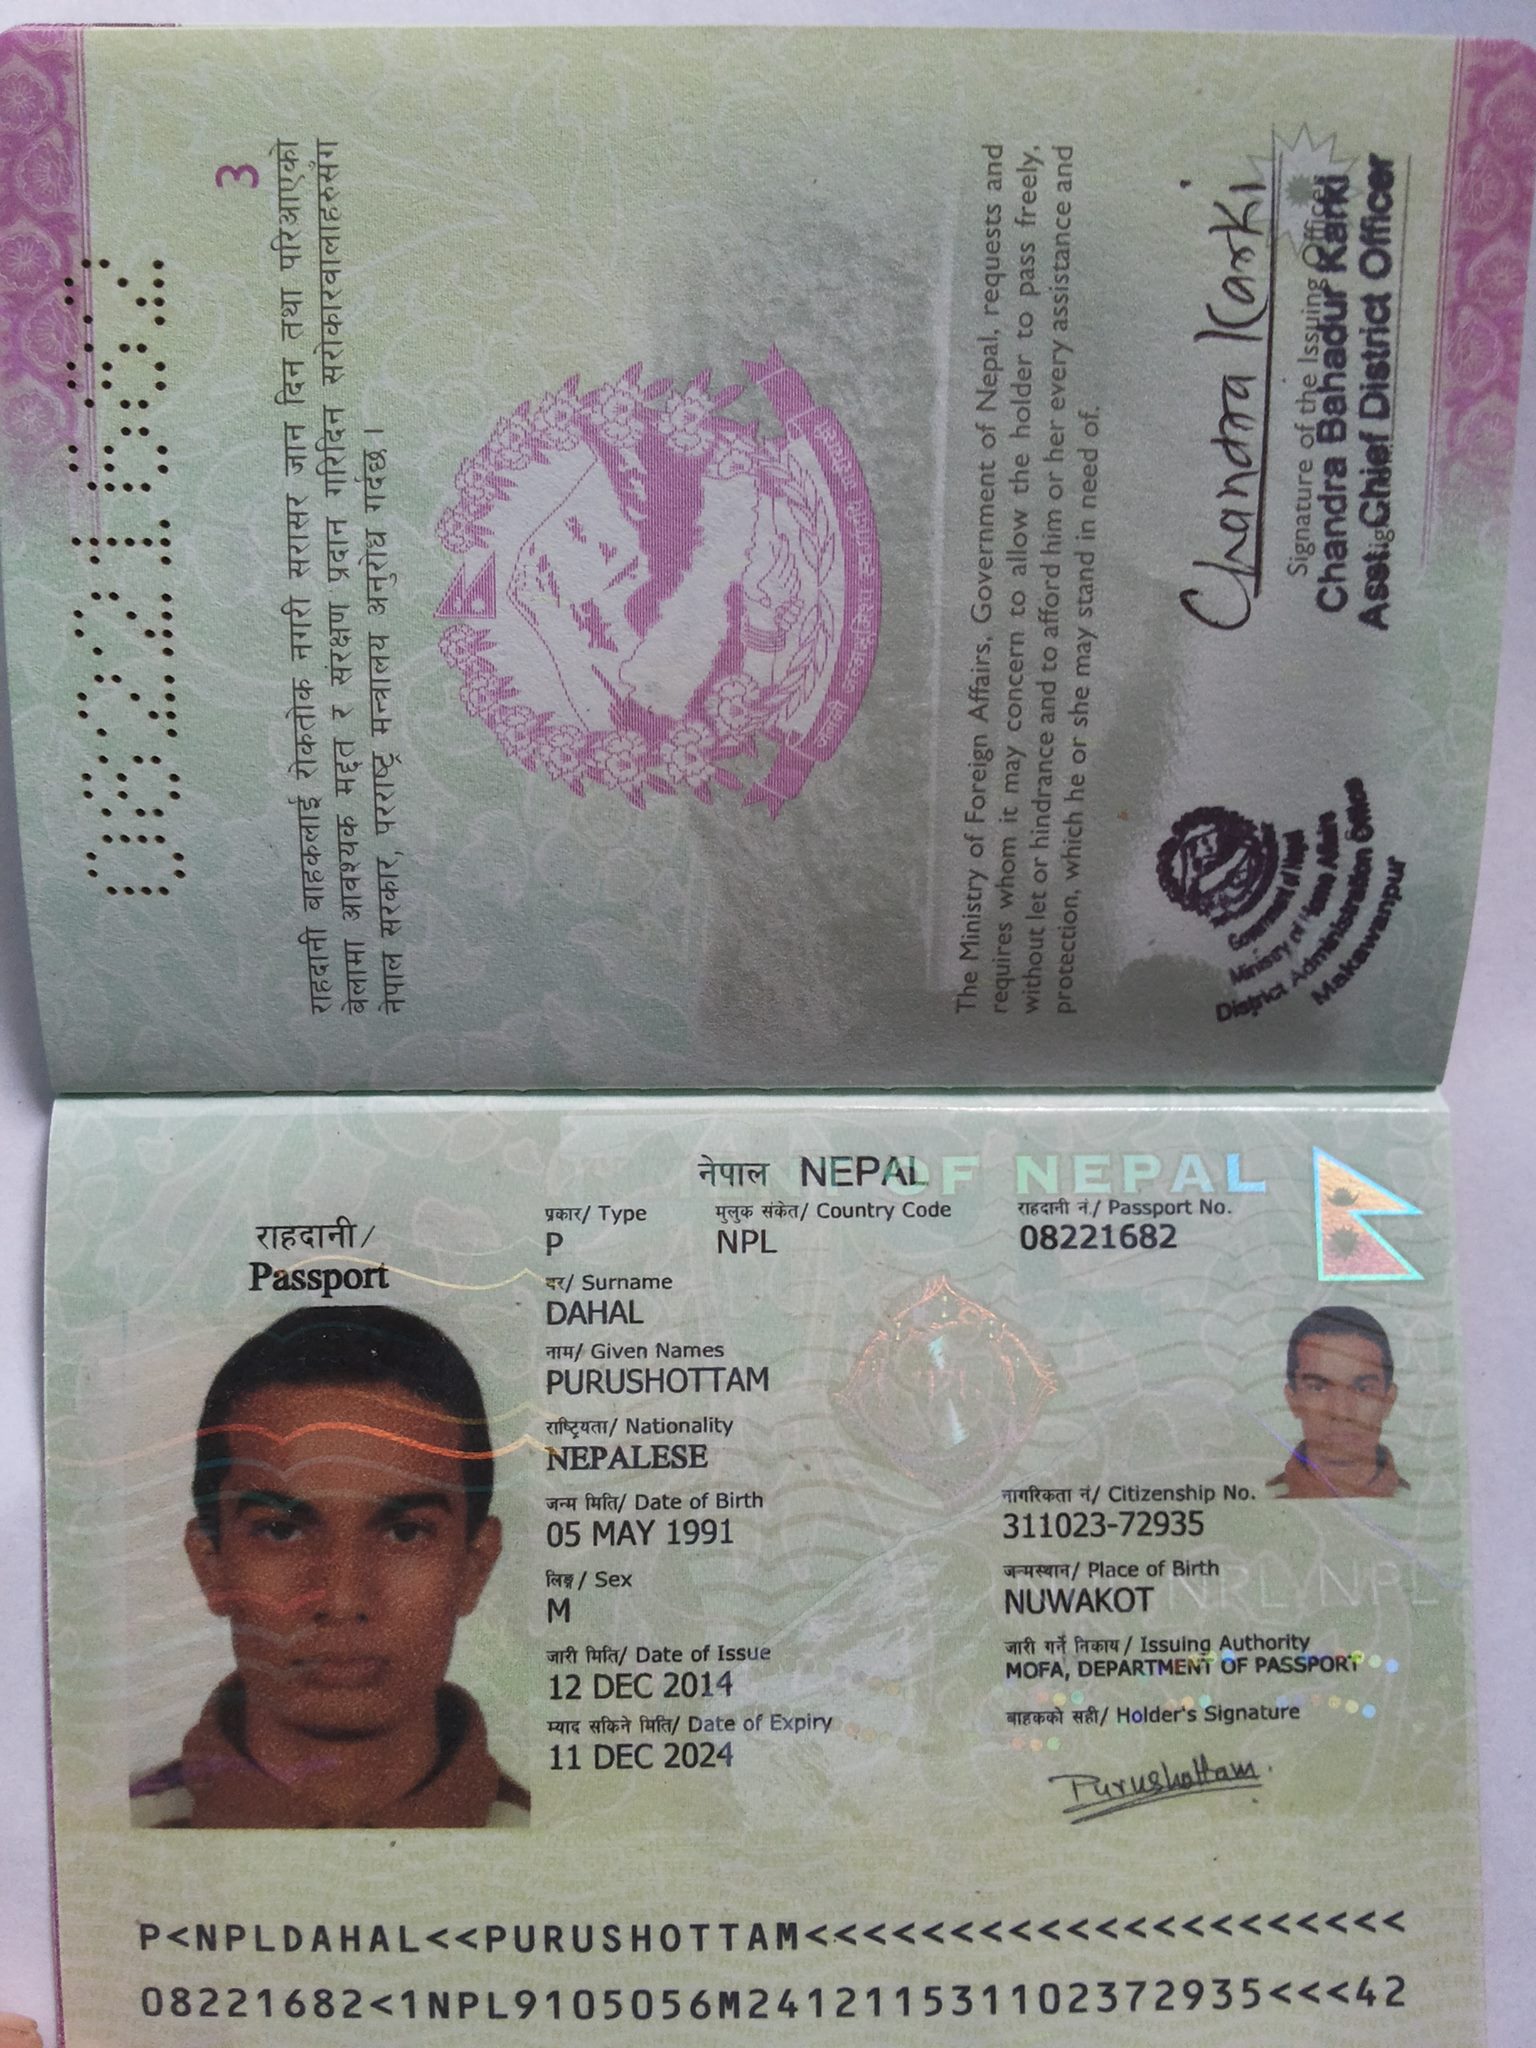 08221682
3
राहदानी बाहकलाई रोकतोक नगरी सरासर जान दिन तथा परिआएको
बेलामा आवश्यक मद्दत र संरक्षण प्रदान गरिदिन सरोकारवालाहरुसंग
नेपाल सरकार, परराष्ट्र मन्त्रालय अनुरोध गर्दछ।
The Ministry of Foreign Affairs, Government of Nepal, requests and
requires whom it may concern to allow the holder to pass freely,
without let or hindrance and to afford him or her every assistance and
protection, which he or she may stand in need of.
Chandra Karki
Signature of the Issuing Officer
Chandra Bahadur Karki
Asst. Chief District Officer
Government of Nepal
Ministry of Home Affairs
District Administration Office
Makawanpur
नेपाल NEPAL
OF NEPAL
राहदानी/
Passport
प्रकार/ Type
मुलुक संकेत/ Country Code
राहदानी नं./ Passport No.
P
NPL
08221682
थर/ Surname
DAHAL
नाम/ Given Names
PURUSHOTTAM
राष्ट्रियता/ Nationality
NEPALESE
जन्म मिति/ Date of Birth
नागरिकता नं/ Citizenship No.
05 MAY 1991
311023-72935
लिङ्ग/ Sex
जन्मस्थान/ Place of Birth
M
NUWAKOT
जारी मिति/ Date of Issue
जारी गर्ने निकाय/ Issuing Authority
12 DEC 2014
MOFA, DEPARTMENT OF PASSPORT
म्याद सकिने मिति/ Date of Expiry
बाहकको सही/ Holder's Signature
11 DEC 2024
Purushottam
P<NPLDAHAL<<PURUSHOTTAM<<<<<<<<<<<<<<<<<<<<<
08221682<1NPL9105056M241211531102372935<<<42